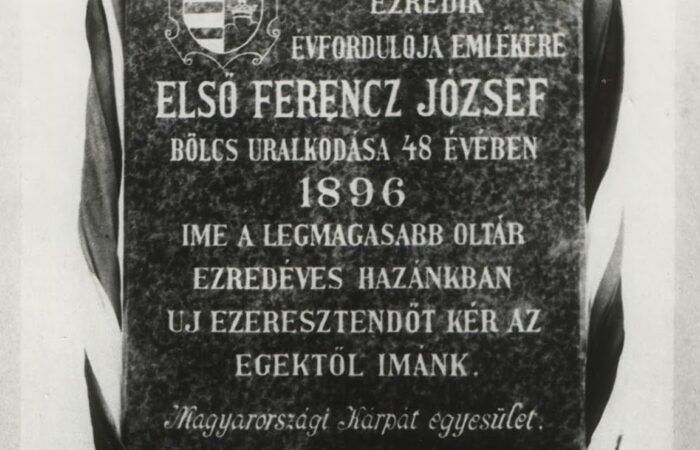 EZREDIK
ÉVFORDULÓJA EMLÉKÉRE
ELSŐ FERENCZ JÓZSEF
BÖLCS URALKODÁSA 48 ÉVÉBEN
1896
IME A LEGMAGASABB OLTÁR
EZREDÉVES HAZÁNKBAN
UJ EZERESZTENDŐT KÉR AZ
EGEKTŐL IMÁNK.
Magyarországi Kárpát egyesület.